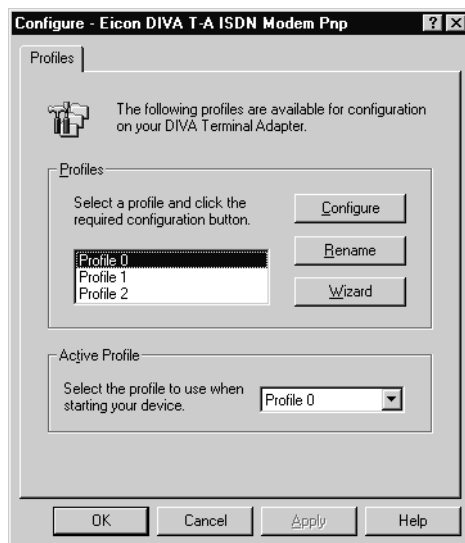 Configure - Eicon DIVA T-A ISDN Modem Pnp
Profiles
The following profiles are available for configuration
on your DIVA Terminal Adapter.
Profiles
Select a profile and click the
required configuration button.
Configure
Rename
Wizard
Profile 0
Profile 1
Profile 2
Active Profile
Select the profile to use when
starting your device.
Profile 0
OK
Cancel
Apply
Help